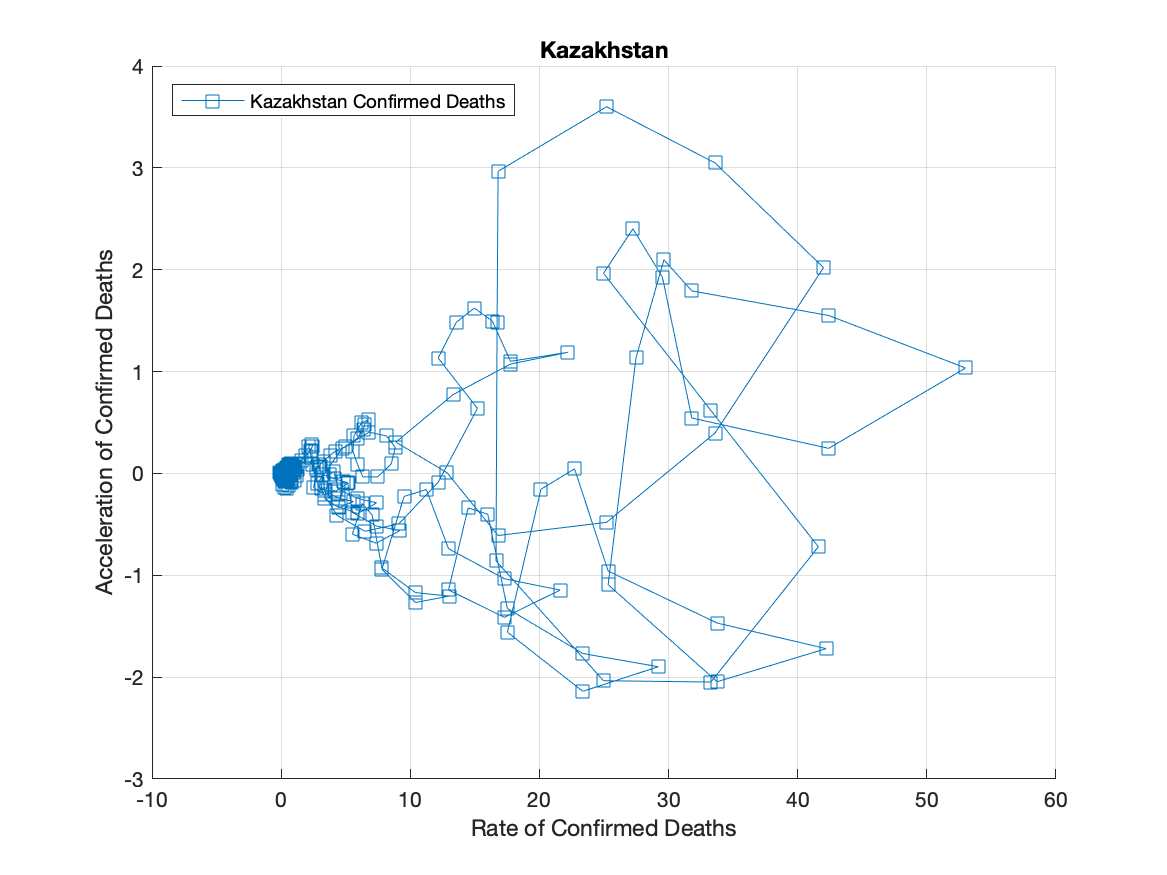 Kazakhstan
4
Kazakhstan Confirmed Deaths
3
2
1
0
-1
-2
-3
Acceleration of Confirmed Deaths
-10 0 10 20 30 40 50 60
Rate of Confirmed Deaths